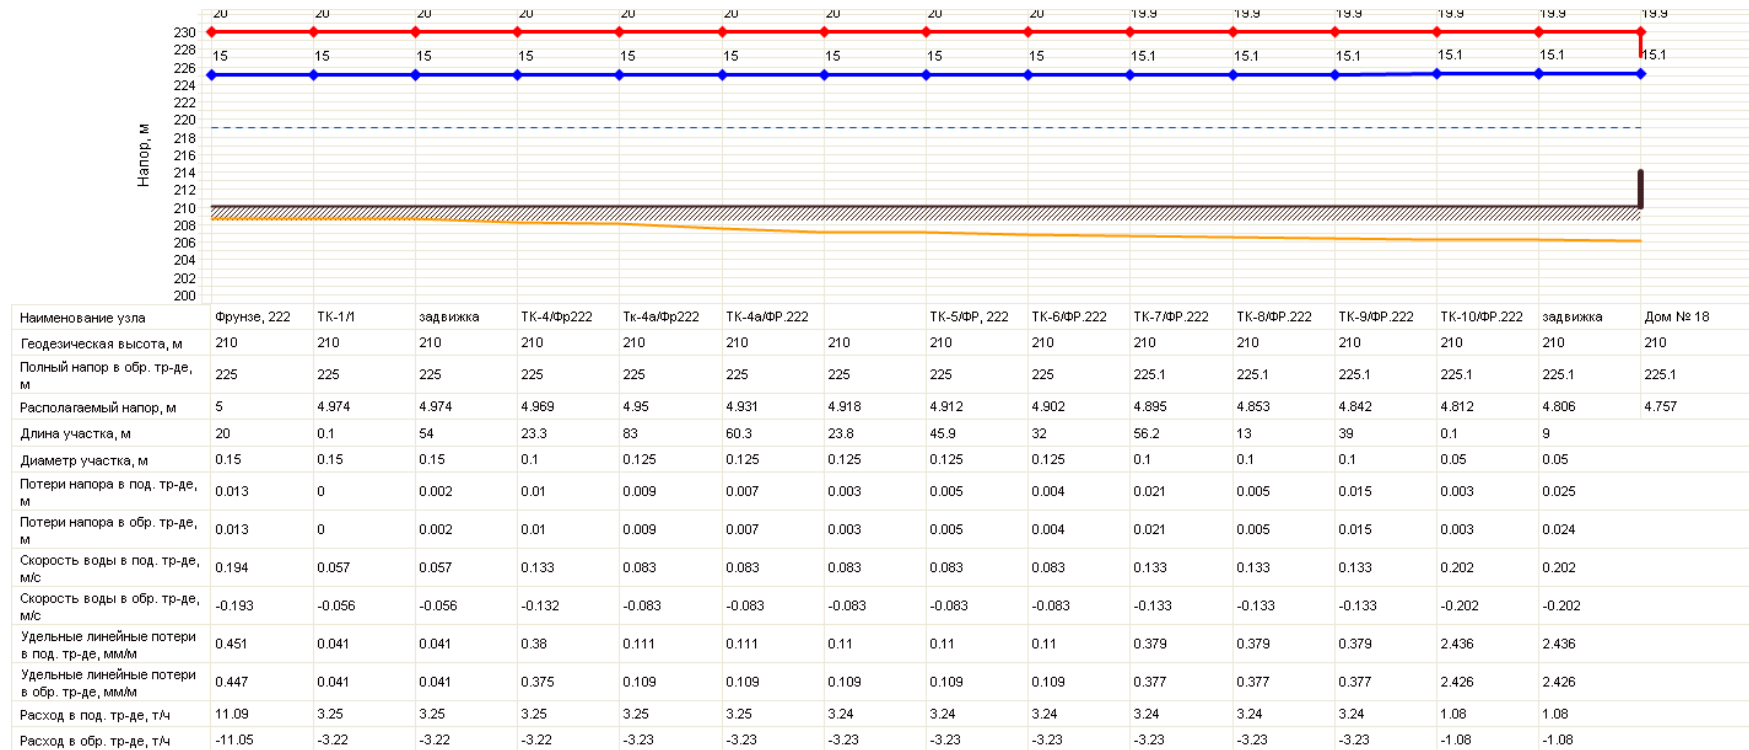 20 20 20 20 20 20 20 20 20 19.9 19.9 19.9 19.9 19.9 19.9
230
228
15 15 15 15 15 15 15 15 15 15.1 15.1 15.1 15.1 15.1 15.1
226
224
222
220
218
216
214
212
210
208
206
204
202
200
Напор, м
Наименование узла Фрунзе, 222 ТК-1/1 задвижка ТК-4/Фр222 Тк-4а/Фр222 ТК-4а/ФР.222 ТК-5/ФР, 222 ТК-6/ФР.222 ТК-7/ФР.222 ТК-8/ФР.222 ТК-9/ФР.222 ТК-10/ФР.222 задвижка Дом № 18
Геодезическая высота, м 210 210 210 210 210 210 210 210 210 210 210 210 210 210 210
Полный напор в обр. тр-де,
м 225 225 225 225 225 225 225 225 225 225.1 225.1 225.1 225.1 225.1 225.1
Располагаемый напор, м 5 4.974 4.974 4.969 4.95 4.931 4.918 4.912 4.902 4.895 4.853 4.842 4.812 4.806 4.757
Длина участка, м 20 0.1 54 23.3 83 60.3 23.8 45.9 32 56.2 13 39 0.1 9
Диаметр участка, м 0.15 0.15 0.15 0.1 0.125 0.125 0.125 0.125 0.125 0.1 0.1 0.1 0.05 0.05
Потери напора в под. тр-де,
м 0.013 0 0.002 0.01 0.009 0.007 0.003 0.005 0.004 0.021 0.005 0.015 0.003 0.025
Потери напора в обр. тр-де,
м 0.013 0 0.002 0.01 0.009 0.007 0.003 0.005 0.004 0.021 0.005 0.015 0.003 0.024
Скорость воды в под. тр-де,
м/с 0.194 0.057 0.057 0.133 0.083 0.083 0.083 0.083 0.083 0.133 0.133 0.133 0.202 0.202
Скорость воды в обр. тр-де,
м/с -0.193 -0.056 -0.056 -0.132 -0.083 -0.083 -0.083 -0.083 -0.083 -0.133 -0.133 -0.133 -0.202 -0.202
Удельные линейные потери
в под. тр-де, мм/м 0.451 0.041 0.041 0.38 0.111 0.111 0.11 0.11 0.11 0.379 0.379 0.379 2.436 2.436
Удельные линейные потери
в обр. тр-де, мм/м 0.447 0.041 0.041 0.375 0.109 0.109 0.109 0.109 0.109 0.377 0.377 0.377 2.426 2.426
Расход в под. тр-де, т/ч 11.09 3.25 3.25 3.25 3.25 3.25 3.24 3.24 3.24 3.24 3.24 3.24 1.08 1.08
Расход в обр. тр-де, т/ч -11.05 -3.22 -3.22 -3.22 -3.23 -3.23 -3.23 -3.23 -3.23 -3.23 -3.23 -3.23 -1.08 -1.08